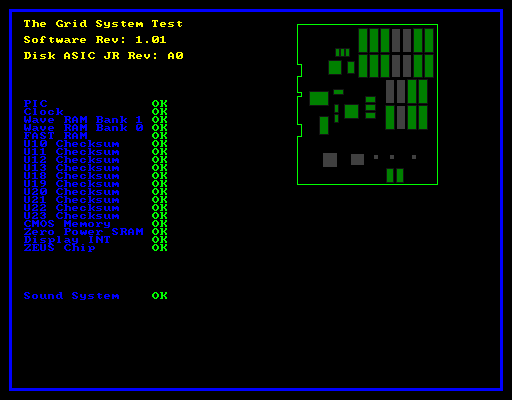 The Grid System Test
Software Rev: 1.01
Disk ASIC JR Rev: A0
PIC OK
Clock OK
Wave RAM Bank 1 OK
Wave RAM Bank 0 OK
FAST RAM OK
U10 Checksum OK
U11 Checksum OK
U12 Checksum OK
U13 Checksum OK
U18 Checksum OK
U19 Checksum OK
U20 Checksum OK
U21 Checksum OK
U22 Checksum OK
U23 Checksum OK
CMOS Memory OK
Zero Power SRAM OK
Display INT OK
ZEUS Chip OK
Sound System OK